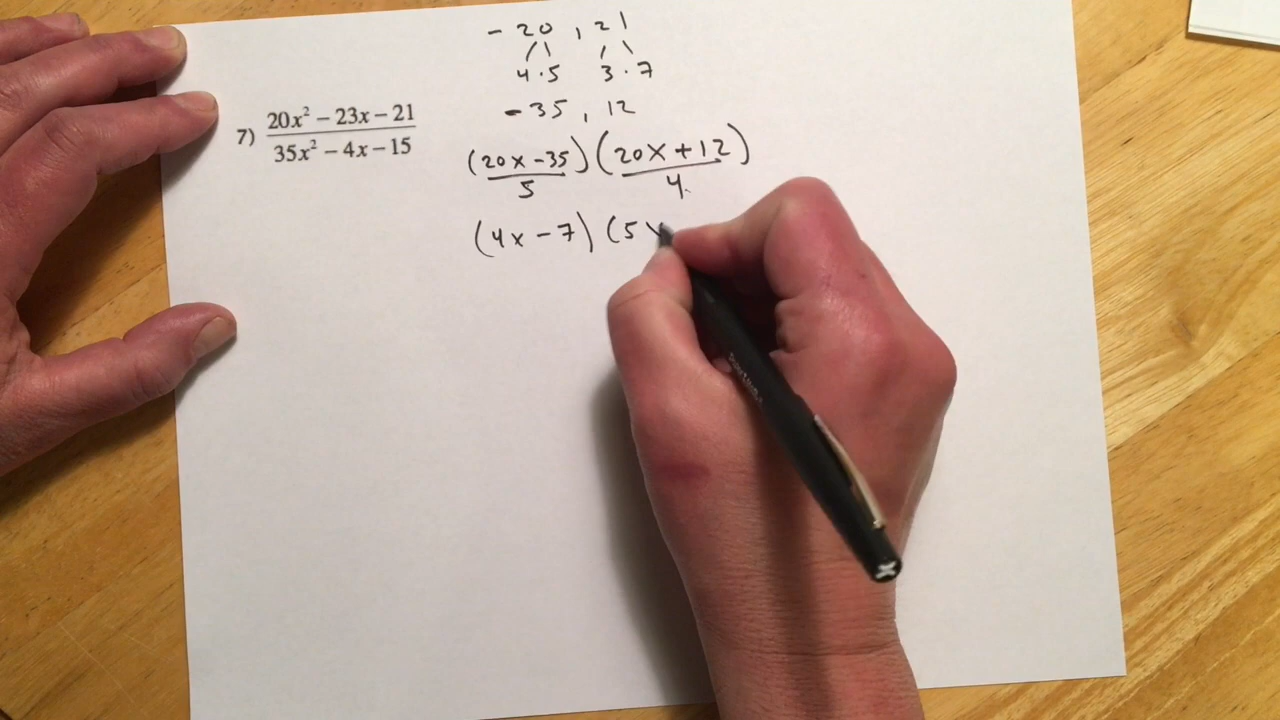 - 20 , 21
4 · 5 3 · 7
- 35 , 12
7) 20x² − 23x − 21
35x² − 4x − 15
(20x - 35) (20x + 12)
5 4
(4x - 7) (5x